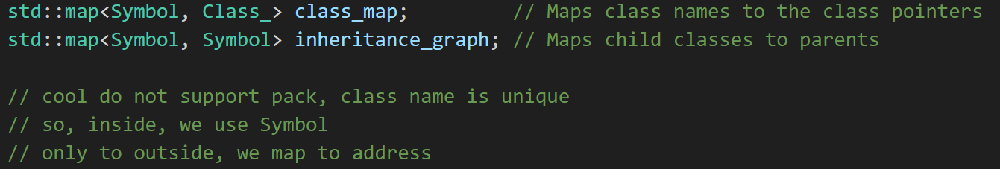 std::map<Symbol, Class_> class_map;         // Maps class names to the class pointers
std::map<Symbol, Symbol> inheritance_graph; // Maps child classes to parents
// cool do not support pack, class name is unique
// so, inside, we use Symbol
// only to outside, we map to address